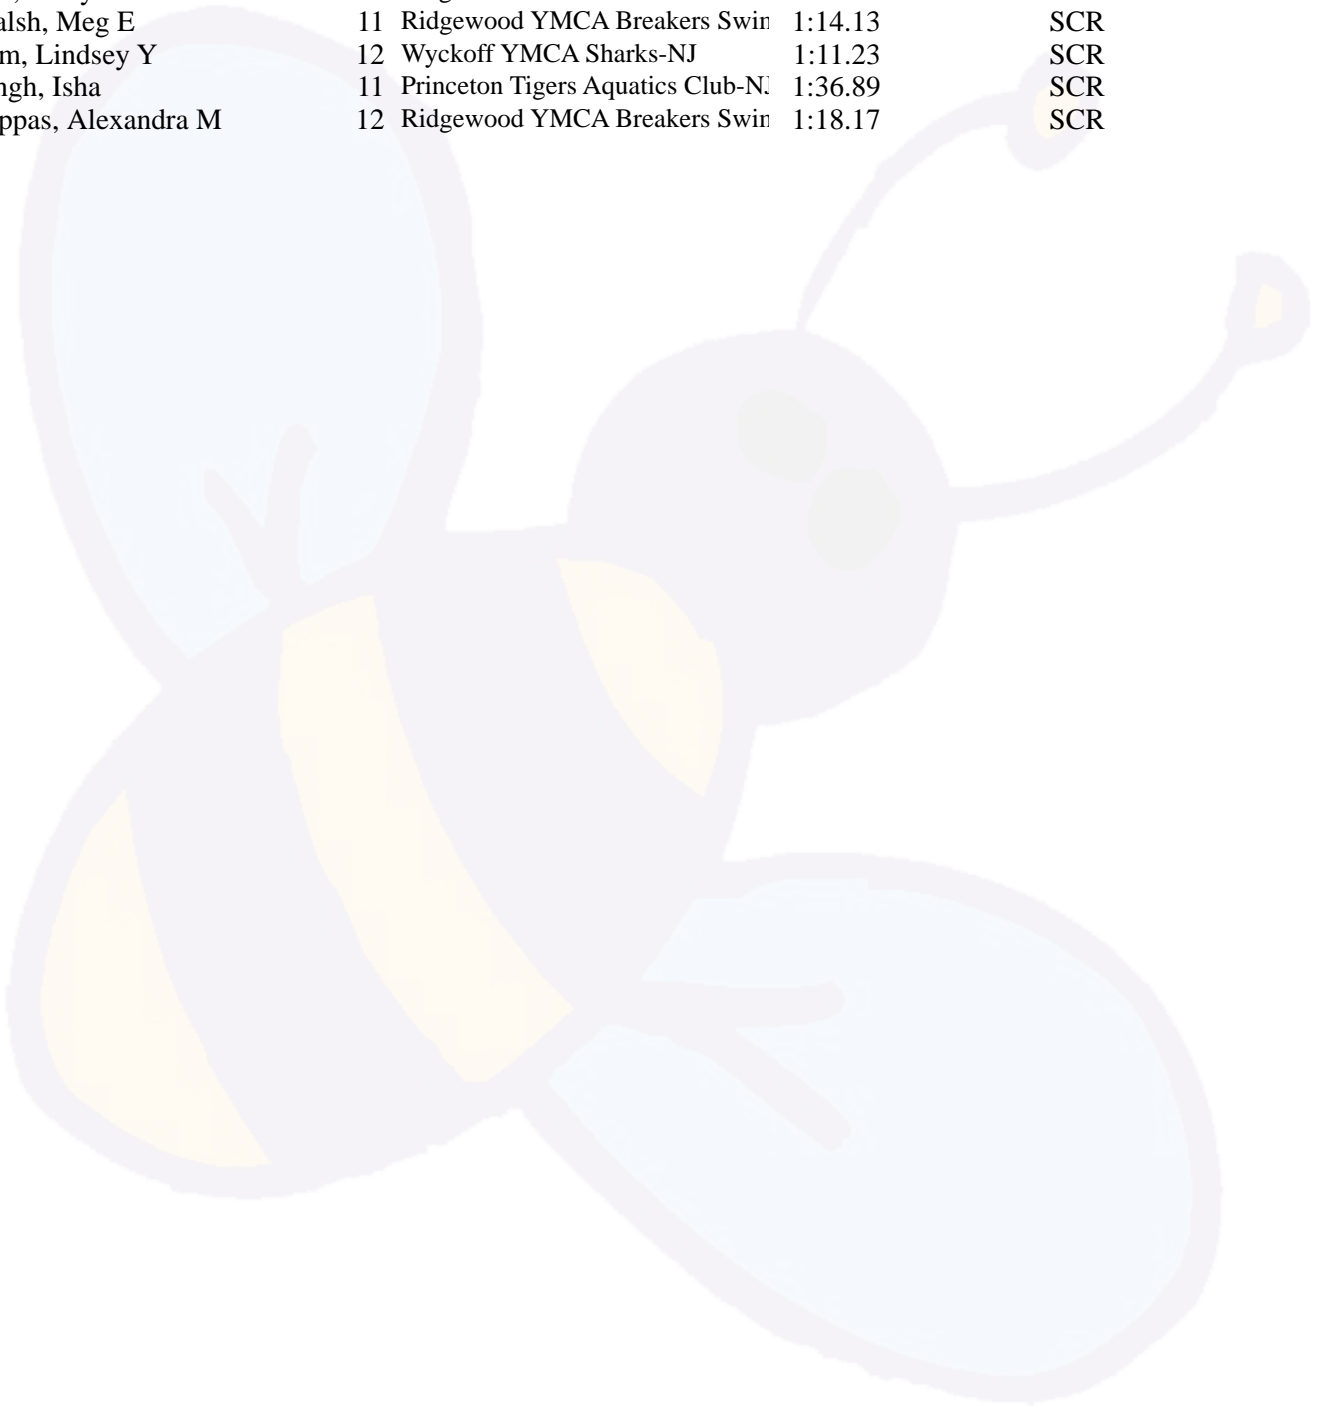 alsh, Meg E 11 Ridgewood YMCA Breakers Swin 1:14.13 SCR
m, Lindsey Y 12 Wyckoff YMCA Sharks-NJ 1:11.23 SCR
ngh, Isha 11 Princeton Tigers Aquatics Club-NJ 1:36.89 SCR
ppas, Alexandra M 12 Ridgewood YMCA Breakers Swin 1:18.17 SCR